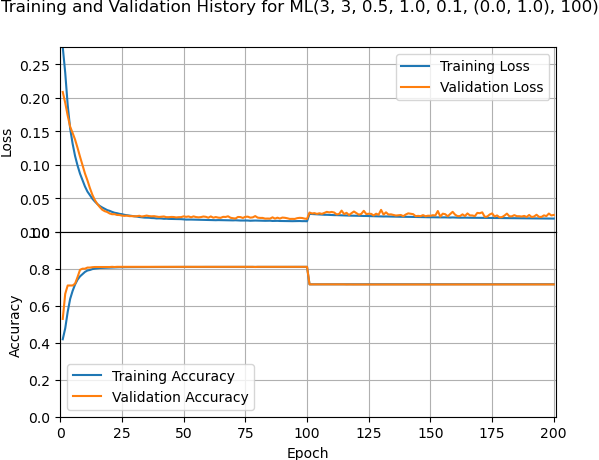 Training and Validation History for ML(3, 3, 0.5, 1.0, 0.1, (0.0, 1.0), 100)
0.25
0.20
0.15
0.10
0.05
0.00
Loss
Training Loss
Validation Loss
1.0
0.8
0.6
0.4
0.2
0.0
Accuracy
Training Accuracy
Validation Accuracy
0 25 50 75 100 125 150 175 200
Epoch